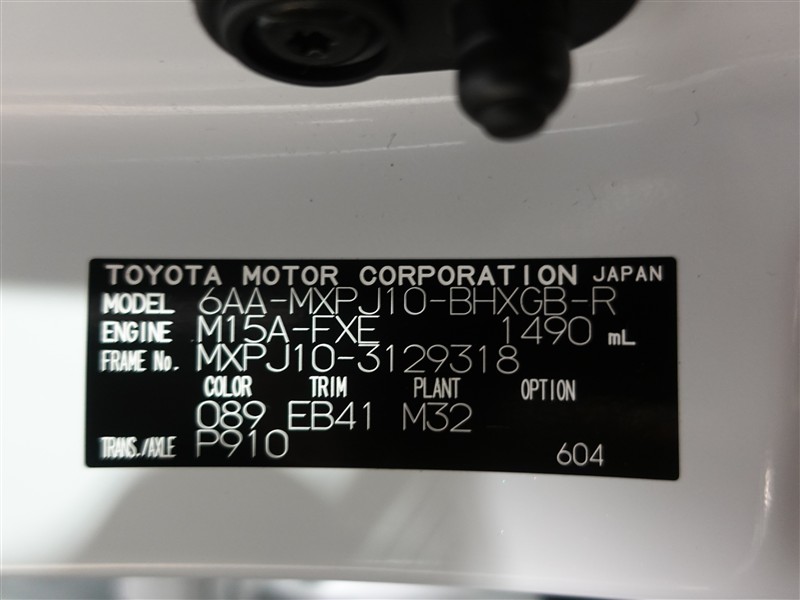 TOYOTA MOTOR CORPORATION JAPAN
MODEL 6AA-MXPJ10-BHXGB-R
ENGINE M15A-FXE 1490 mL
FRAME No. MXPJ10-3129318
COLOR TRIM PLANT OPTION
089 EB41 M32
TRANS./AXLE P910 604